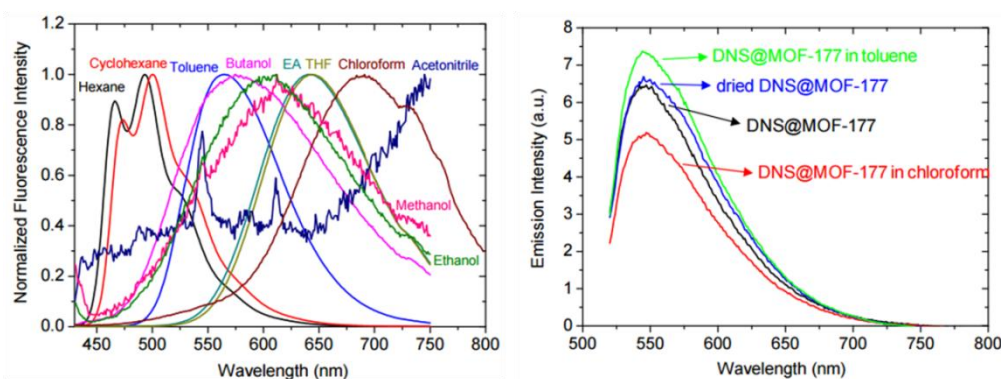 1.2
1.0
0.8
0.6
0.4
0.2
0.0
Normalized Fluorescence Intensity
Cyclohexane
Hexane
Toluene
Butanol
EA
THF
Chloroform
Acetonitrile
Methanol
Ethanol
450 500 550 600 650 700 750 800
Wavelength (nm)
8
7
6
5
4
3
2
1
0
Emission Intensity (a.u.)
DNS@MOF-177 in toluene
dried DNS@MOF-177
DNS@MOF-177
DNS@MOF-177 in chloroform
500 550 600 650 700 750 800
Wavelength (nm)